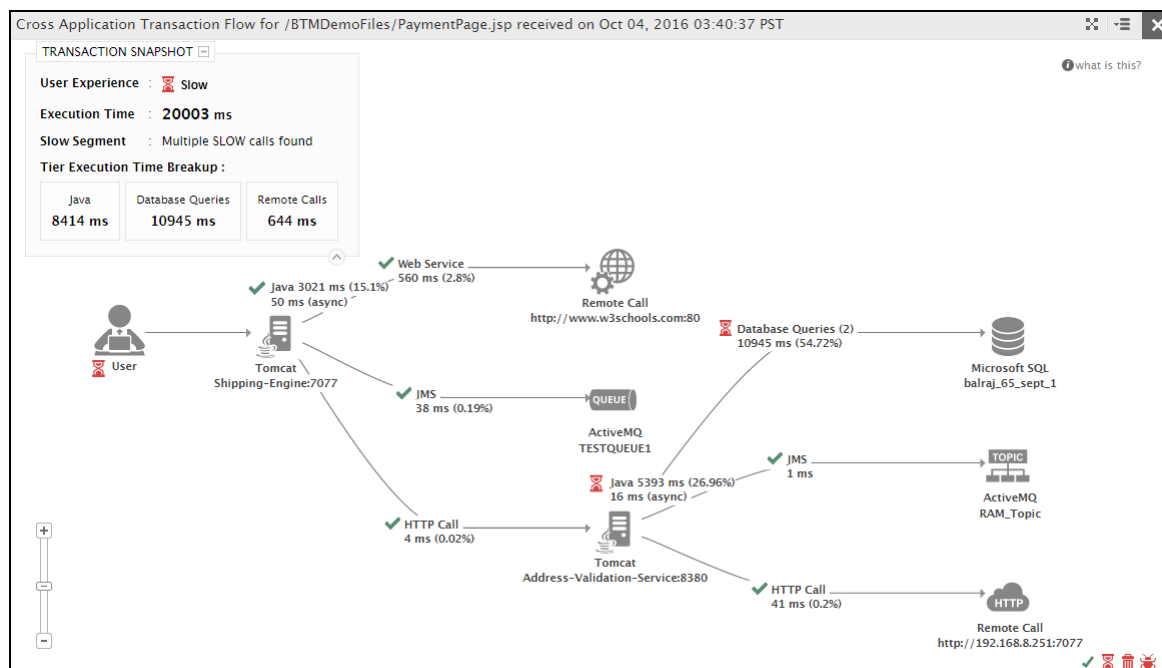 Cross Application Transaction Flow for /BTMDemoFiles/PaymentPage.jsp received on Oct 04, 2016 03:40:37 PST
TRANSACTION SNAPSHOT
what is this?
User Experience : Slow
Execution Time : 20003 ms
Slow Segment : Multiple SLOW calls found
Tier Execution Time Breakup :
Java
8414 ms
Database Queries
10945 ms
Remote Calls
644 ms
User
Java 3021 ms (15.1%)
50 ms (async)
Tomcat
Shipping-Engine:7077
Web Service
560 ms (2.8%)
Remote Call
http://www.w3schools.com:80
JMS
38 ms (0.19%)
QUEUE
ActiveMQ
TESTQUEUE1
HTTP Call
4 ms (0.02%)
Java 5393 ms (26.96%)
16 ms (async)
Tomcat
Address-Validation-Service:8380
Database Queries (2)
10945 ms (54.72%)
Microsoft SQL
balraj_65_sept_1
JMS
1 ms
TOPIC
ActiveMQ
RAM_Topic
HTTP Call
41 ms (0.2%)
HTTP
Remote Call
http://192.168.8.251:7077